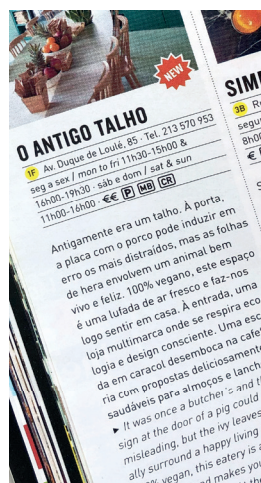 NEW
O ANTIGO TALHO
1F Av. Duque de Loulé, 85 · Tel. 213 570 953
seg a sex / mon to fri 11h30-15h00 &
16h00-19h30 · sáb e dom / sat & sun
11h00-16h00 · €€ P MB CR
Antigamente era um talho. À porta,
a placa com o porco pode induzir em
erro os mais distraídos, mas as folhas
de hera envolvem um animal bem
vivo e feliz. 100% vegano, este espaço
é uma lufada de ar fresco e faz-nos
logo sentir em casa. À entrada, uma
loja multimarca onde se respira eco
logia e design consciente. Uma esc
da em caracol desemboca na cafe
ria com propostas deliciosament
saudáveis para almoços e lanch
▶ It was once a butcher's and t
sign at the door of a pig could
misleading, but the ivy leaves
ally surround a happy living
vegan, this eatery is a
and makes you
SIM
3B R
segu
8h00
€